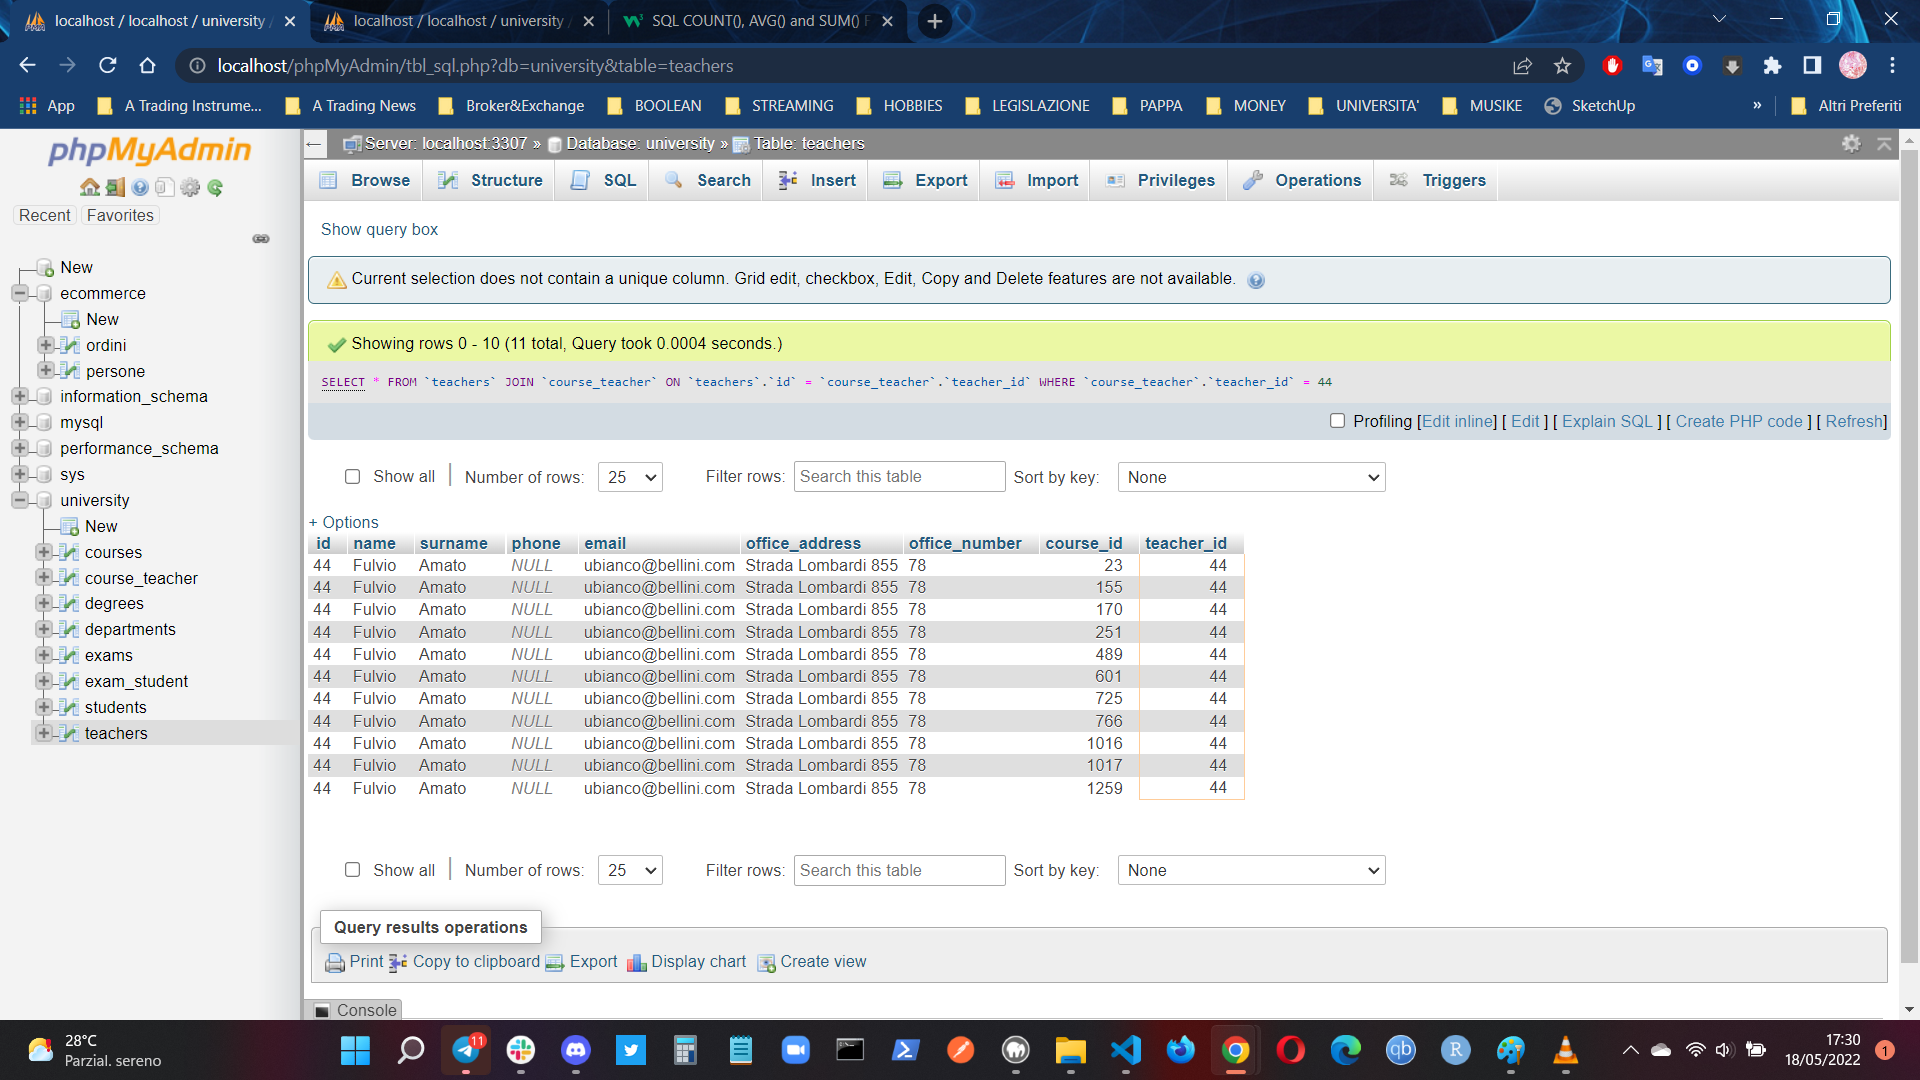 localhost / localhost / university
localhost / localhost / university
SQL COUNT(), AVG() and SUM() F
localhost/phpMyAdmin/tbl_sql.php?db=university&table=teachers
App
A Trading Instrume...
A Trading News
Broker&Exchange
BOOLEAN
STREAMING
HOBBIES
LEGISLAZIONE
PAPPA
MONEY
UNIVERSITA'
MUSIKE
SketchUp
»
Altri Preferiti
phpMyAdmin
Recent
Favorites
New
ecommerce
New
ordini
persone
information_schema
mysql
performance_schema
sys
university
New
courses
course_teacher
degrees
departments
exams
exam_student
students
teachers
Server: localhost:3307 » Database: university » Table: teachers
Browse Structure SQL Search Insert Export Import Privileges Operations Triggers
Show query box
Current selection does not contain a unique column. Grid edit, checkbox, Edit, Copy and Delete features are not available.
Showing rows 0 - 10 (11 total, Query took 0.0004 seconds.)
SELECT * FROM `teachers` JOIN `course_teacher` ON `teachers`.`id` = `course_teacher`.`teacher_id` WHERE `course_teacher`.`teacher_id` = 44
Profiling [Edit inline] [ Edit ] [ Explain SQL ] [ Create PHP code ] [ Refresh]
Show all | Number of rows: 25 Filter rows: Search this table Sort by key: None
+ Options
id name surname phone email office_address office_number course_id teacher_id
44 Fulvio Amato NULL ubianco@bellini.com Strada Lombardi 855 78 23 44
44 Fulvio Amato NULL ubianco@bellini.com Strada Lombardi 855 78 155 44
44 Fulvio Amato NULL ubianco@bellini.com Strada Lombardi 855 78 170 44
44 Fulvio Amato NULL ubianco@bellini.com Strada Lombardi 855 78 251 44
44 Fulvio Amato NULL ubianco@bellini.com Strada Lombardi 855 78 489 44
44 Fulvio Amato NULL ubianco@bellini.com Strada Lombardi 855 78 601 44
44 Fulvio Amato NULL ubianco@bellini.com Strada Lombardi 855 78 725 44
44 Fulvio Amato NULL ubianco@bellini.com Strada Lombardi 855 78 766 44
44 Fulvio Amato NULL ubianco@bellini.com Strada Lombardi 855 78 1016 44
44 Fulvio Amato NULL ubianco@bellini.com Strada Lombardi 855 78 1017 44
44 Fulvio Amato NULL ubianco@bellini.com Strada Lombardi 855 78 1259 44
Show all | Number of rows: 25 Filter rows: Search this table Sort by key: None
Query results operations
Print Copy to clipboard Export Display chart Create view
Console
28°C
Parzial. sereno
11
qb
R
17:30
18/05/2022
1